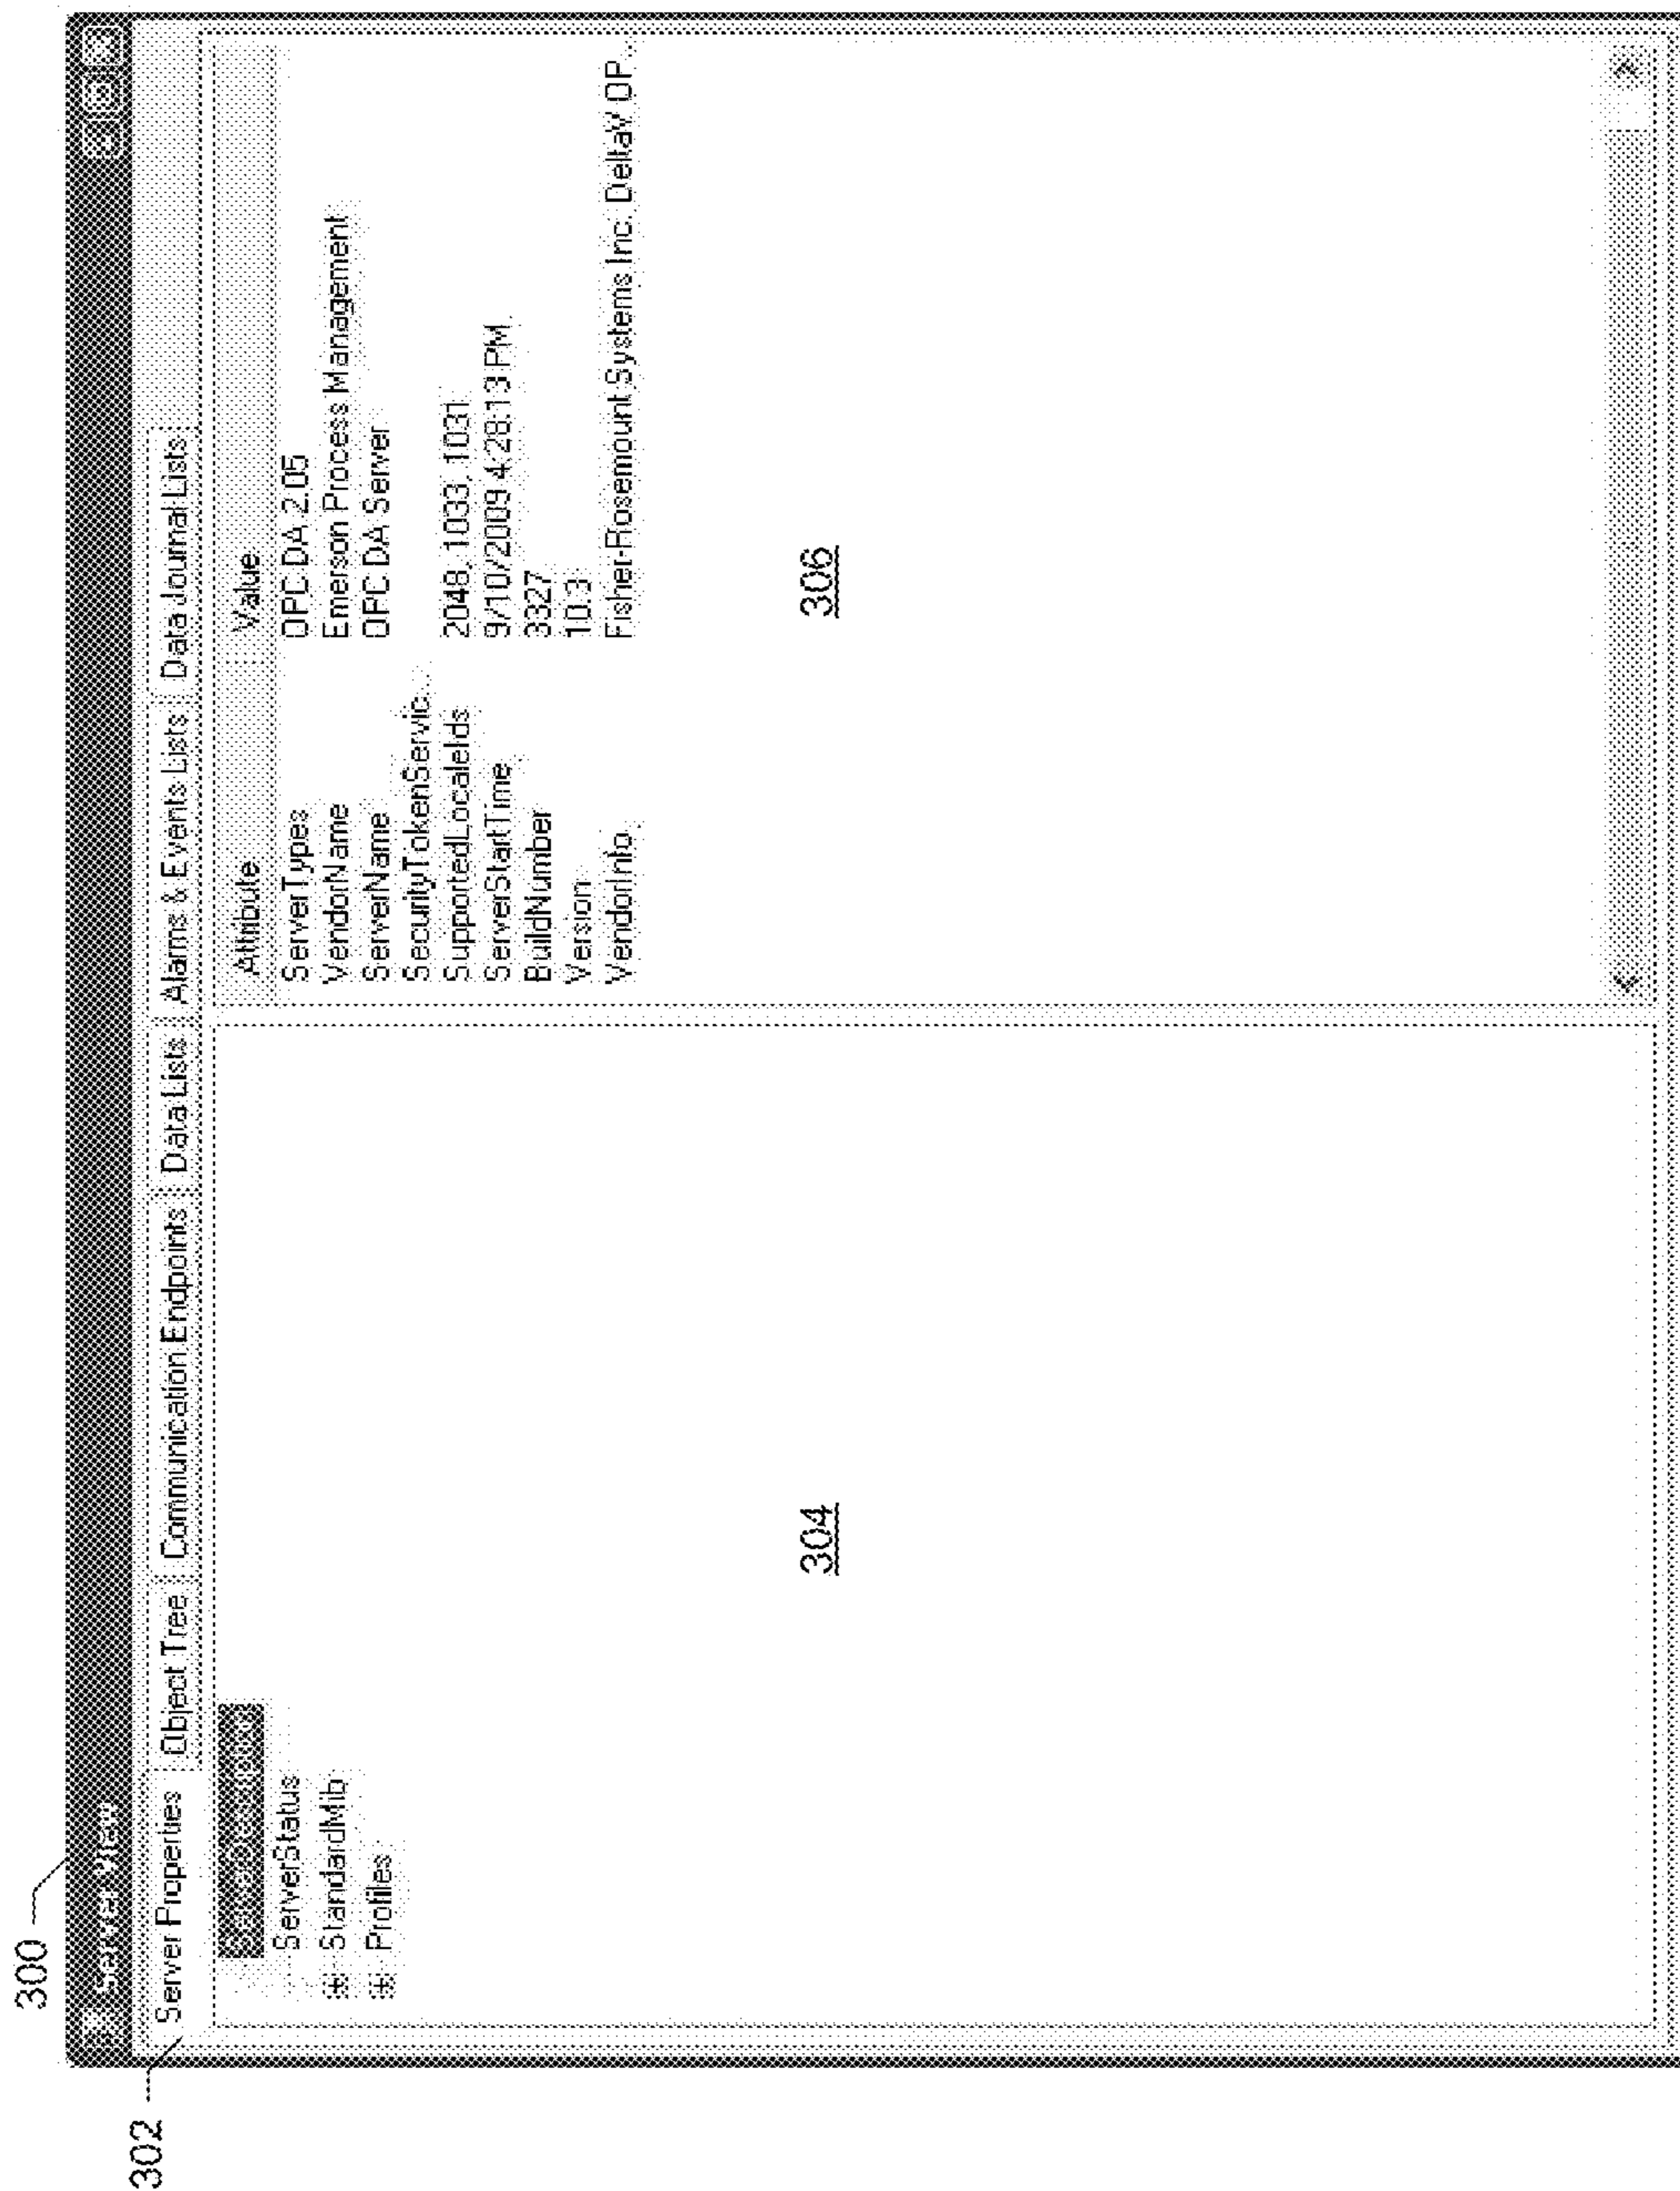 300
Server View
302
Server Properties Object Tree Communication Endpoints Data Lists Alarms & Events Lists Data Journal Lists
ServerDescription
ServerStatus
StandardMib
Profiles
304
Attribute Value
ServerTypes OPC DA 2.05
VendorName Emerson Process Management
ServerName OPC DA Server
SecurityTokenServic...
SupportedLocaleIds 2048, 1033, 1031
ServerStartTime 9/10/2009 4:28:13 PM
BuildNumber 3327
Version 10.3
VendorInfo Fisher-Rosemount Systems Inc. DeltaV OP...
306